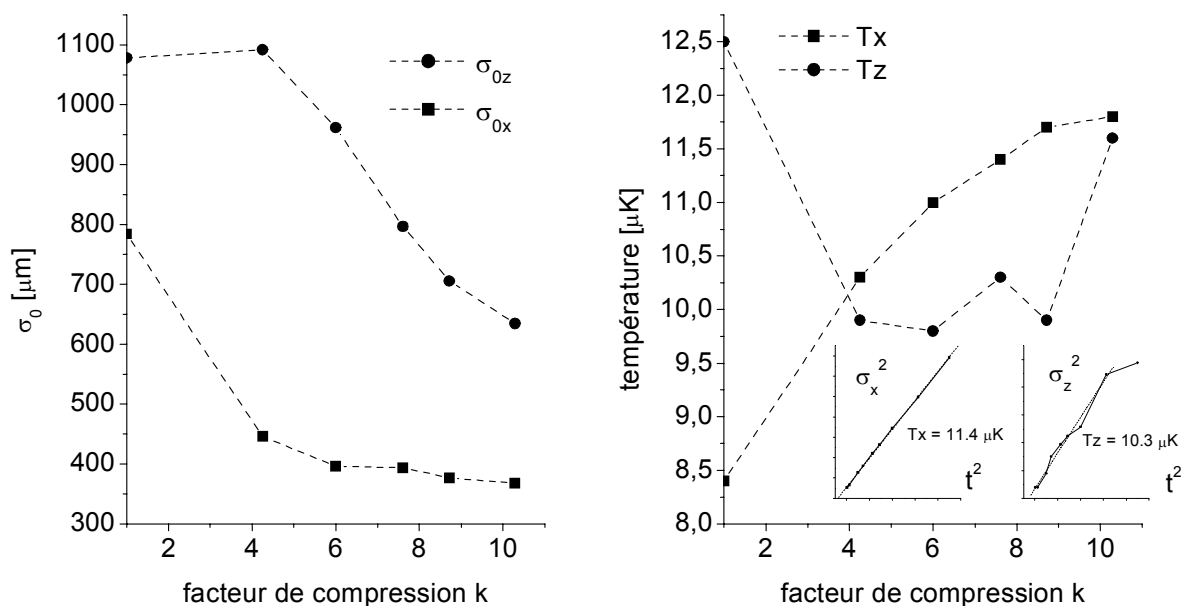 1100
1000
900
800
700
600
500
400
300
2 4 6 8 10
σ₀ [μm]
facteur de compression k
σ₀z
σ₀x
12,5
12,0
11,5
11,0
10,5
10,0
9,5
9,0
8,5
8,0
2 4 6 8 10
température [μK]
facteur de compression k
Tx
Tz
σx²
Tx = 11.4 μK
t²
σz²
Tz = 10.3 μK
t²